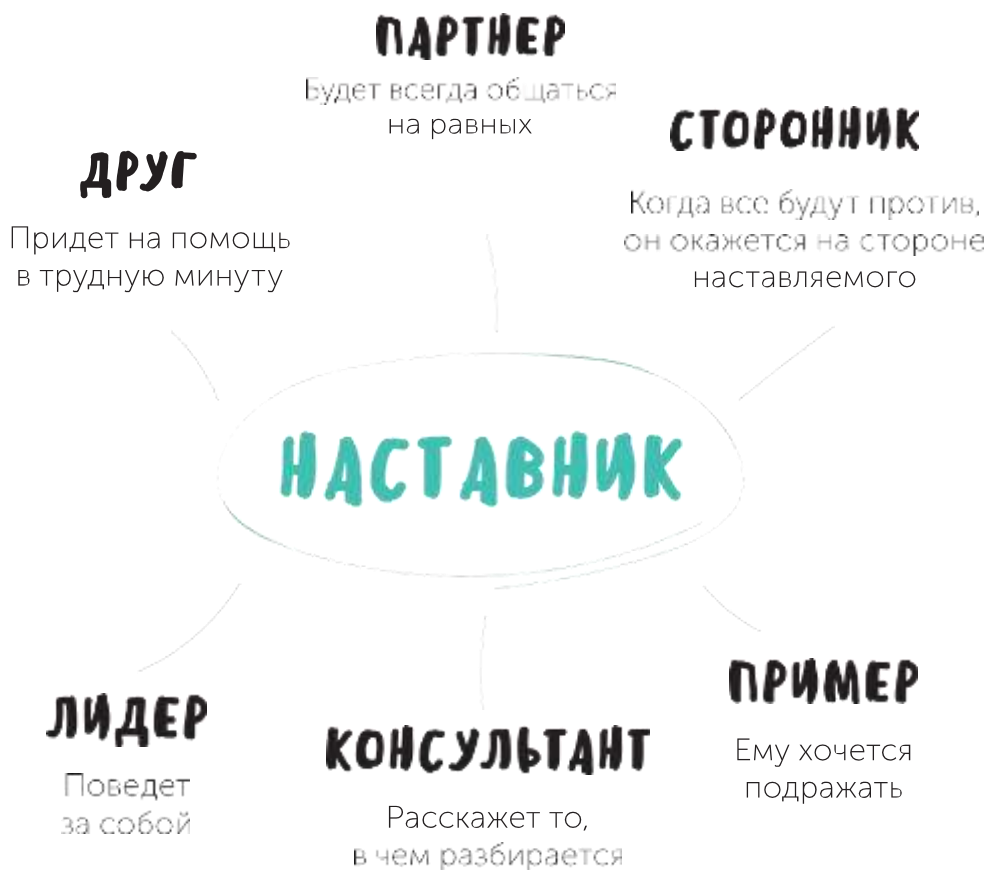 ПАРТНЕР
Будет всегда общаться
на равных
СТОРОННИК
Когда все будут против,
он окажется на стороне
наставляемого
ДРУГ
Придет на помощь
в трудную минуту
НАСТАВНИК
ЛИДЕР
Поведет
за собой
КОНСУЛЬТАНТ
Расскажет то,
в чем разбирается
ПРИМЕР
Ему хочется
подражать